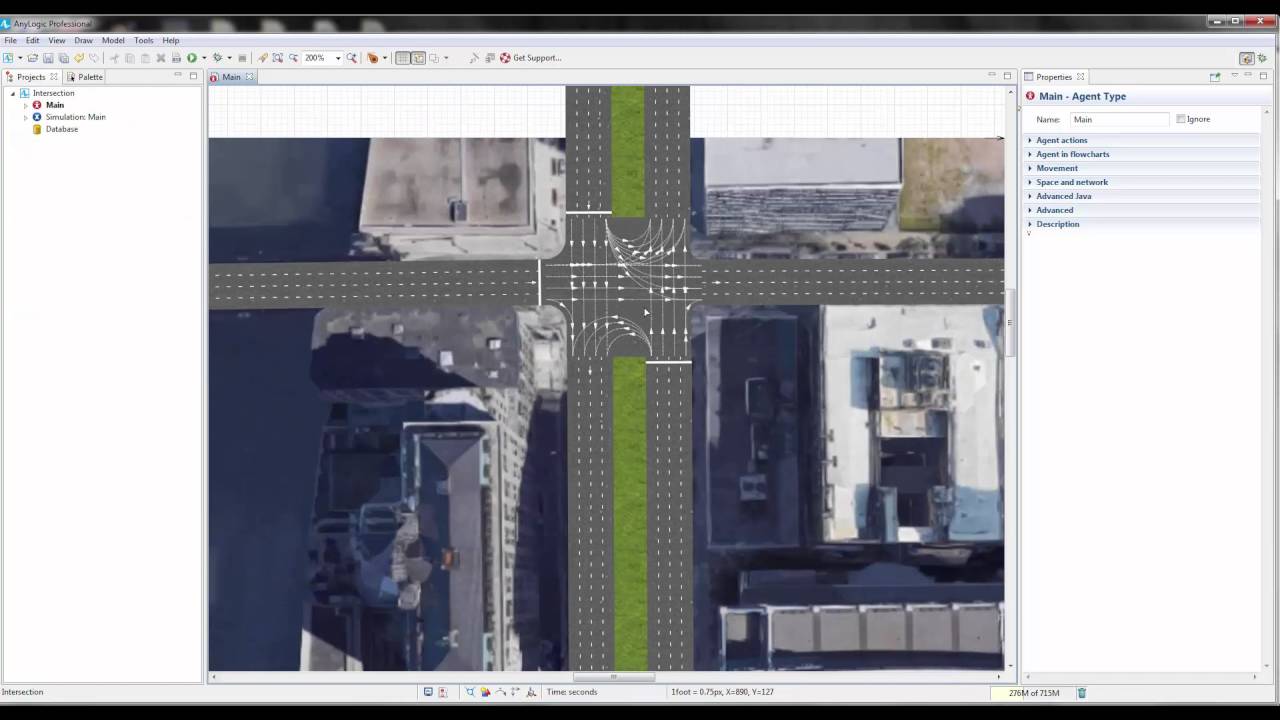 AnyLogic Professional
File Edit View Draw Model Tools Help
200% Get Support...
Projects Palette
Main
Properties
Intersection
Main
Simulation: Main
Database
Main - Agent Type
Name: Main Ignore
Agent actions
Agent in flowcharts
Movement
Space and network
Advanced Java
Advanced
Description
Intersection
Time: seconds
1foot = 0.75px, X=890, Y=127
276M of 715M